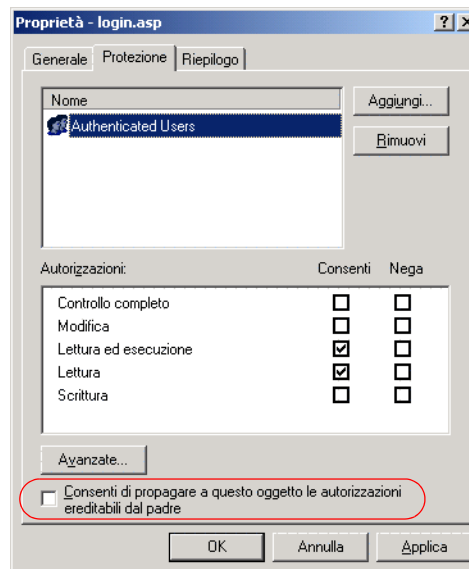 Proprietà - login.asp
Generale Protezione Riepilogo
Nome
Authenticated Users
Aggiungi...
Rimuovi
Autorizzazioni: Consenti Nega
Controllo completo
Modifica
Lettura ed esecuzione
Lettura
Scrittura
Avanzate...
Consenti di propagare a questo oggetto le autorizzazioni
ereditabili dal padre
OK Annulla Applica